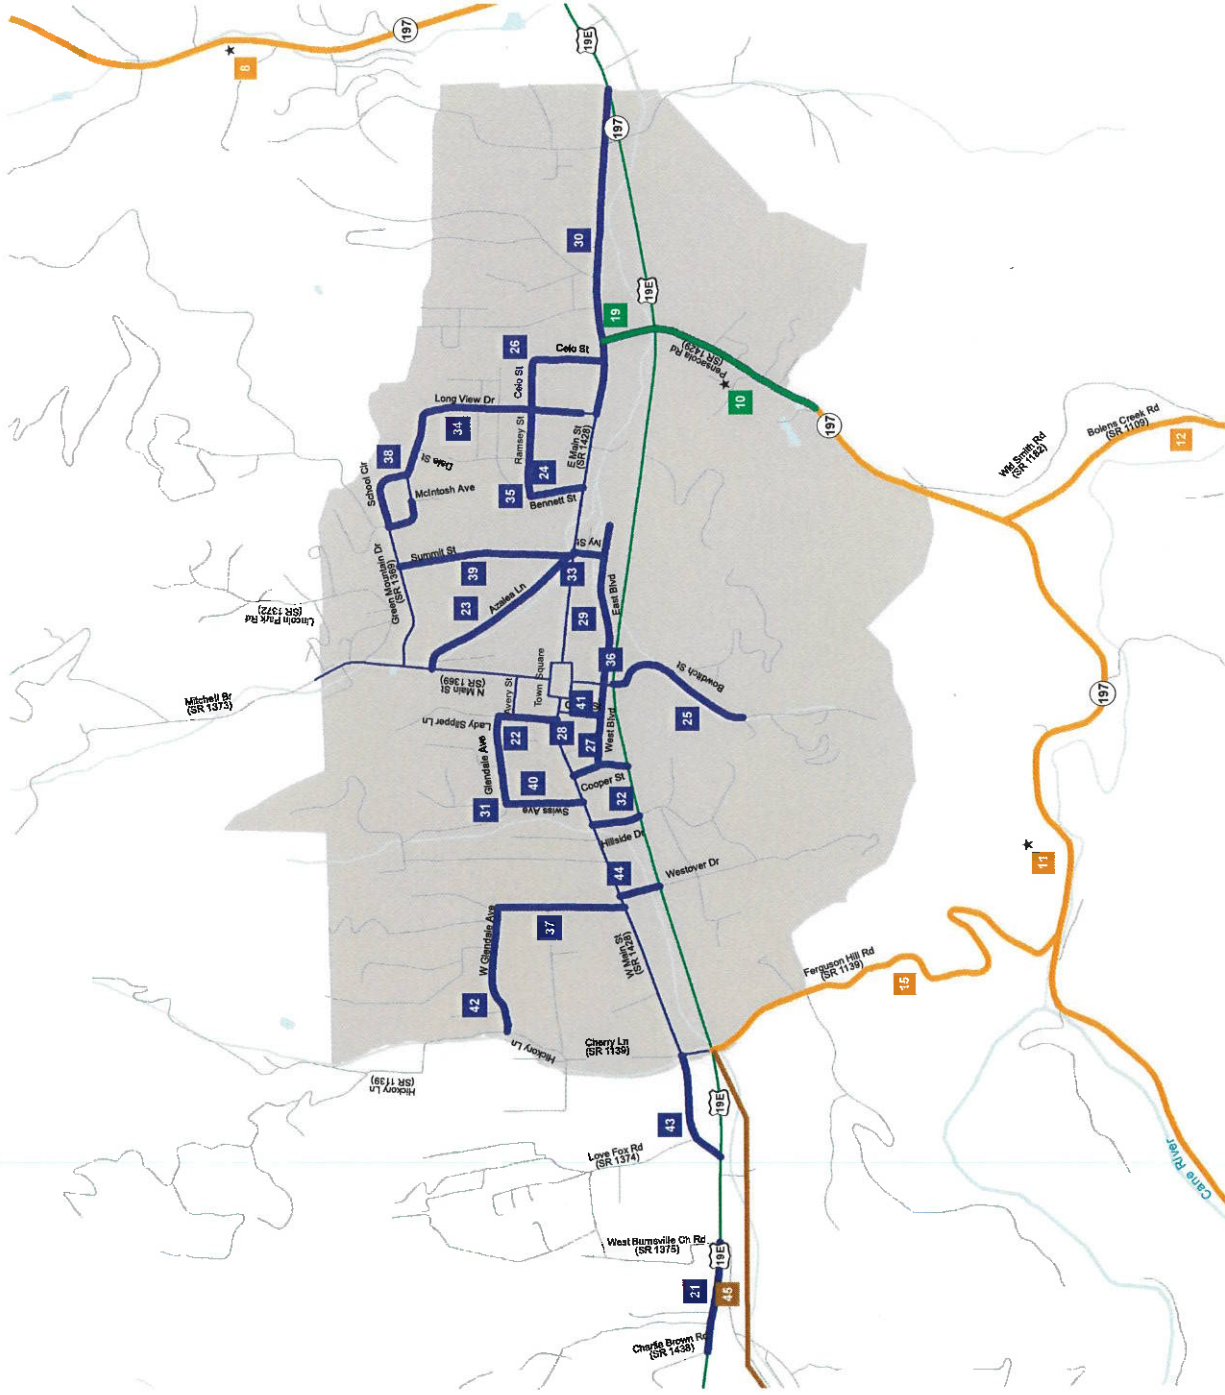 197
8
19E
197
30
19E
19
26
Celo St
Celo St
Pensacola Rd
(SR 1429)
10
Long View Dr
34
Ramsey St
E Main St
(SR 1428)
197
Bolens Creek Rd
(SR 1109)
12
Wld Smith Rd
(SR 1182)
38
School Cir
Dale St
McIntosh Ave
24
35
Bennett St
Green Mountain Dr
(SR 1369)
Summit St
39
Ivy St
33
Lincoln Park Rd
(SR 1372)
23
Azalea Ln
29
East Blvd
36
Town Square
Mitchell Br
(SR 1373)
N Main St
(SR 1369)
Avery St
Bowditch St
197
41
25
Lady Slipper Ln
22
28
27
West Blvd
Glendale Ave
40
Cooper St
32
31
Swiss Ave
Hillside Dr
44
Westover Dr
11
37
W Glendale Ave
W Main St
(SR 1428)
Ferguson Hill Rd
(SR 1139)
15
42
Hickory Ln
Cherry Ln
(SR 1139)
Hickory Ln
(SR 1139)
19E
43
Love Fox Rd
(SR 1374)
Cane River
West Burnsville Ch Rd
(SR 1375)
19E
21
45
Charlie Brown Rd
(SR 1438)